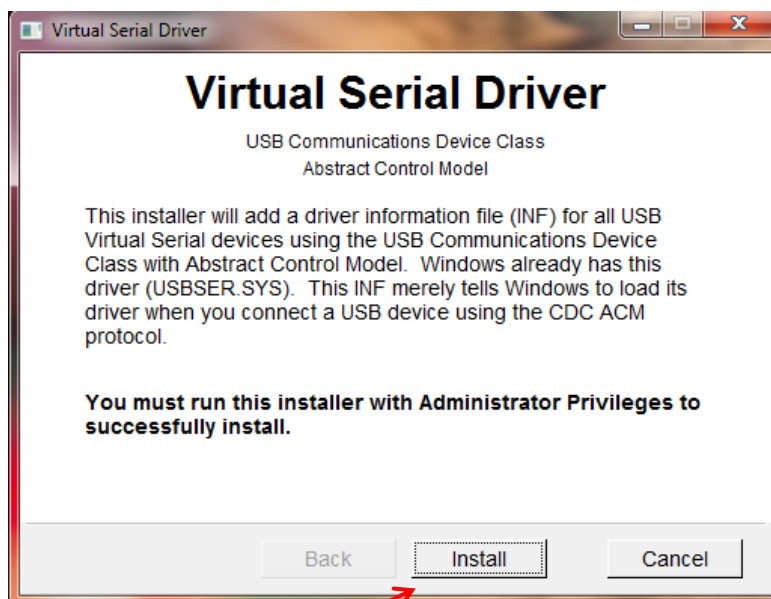 Virtual Serial Driver
Virtual Serial Driver
USB Communications Device Class
Abstract Control Model
This installer will add a driver information file (INF) for all USB
Virtual Serial devices using the USB Communications Device
Class with Abstract Control Model.  Windows already has this
driver (USBSER.SYS).  This INF merely tells Windows to load its
driver when you connect a USB device using the CDC ACM
protocol.
You must run this installer with Administrator Privileges to
successfully install.
Back Install Cancel